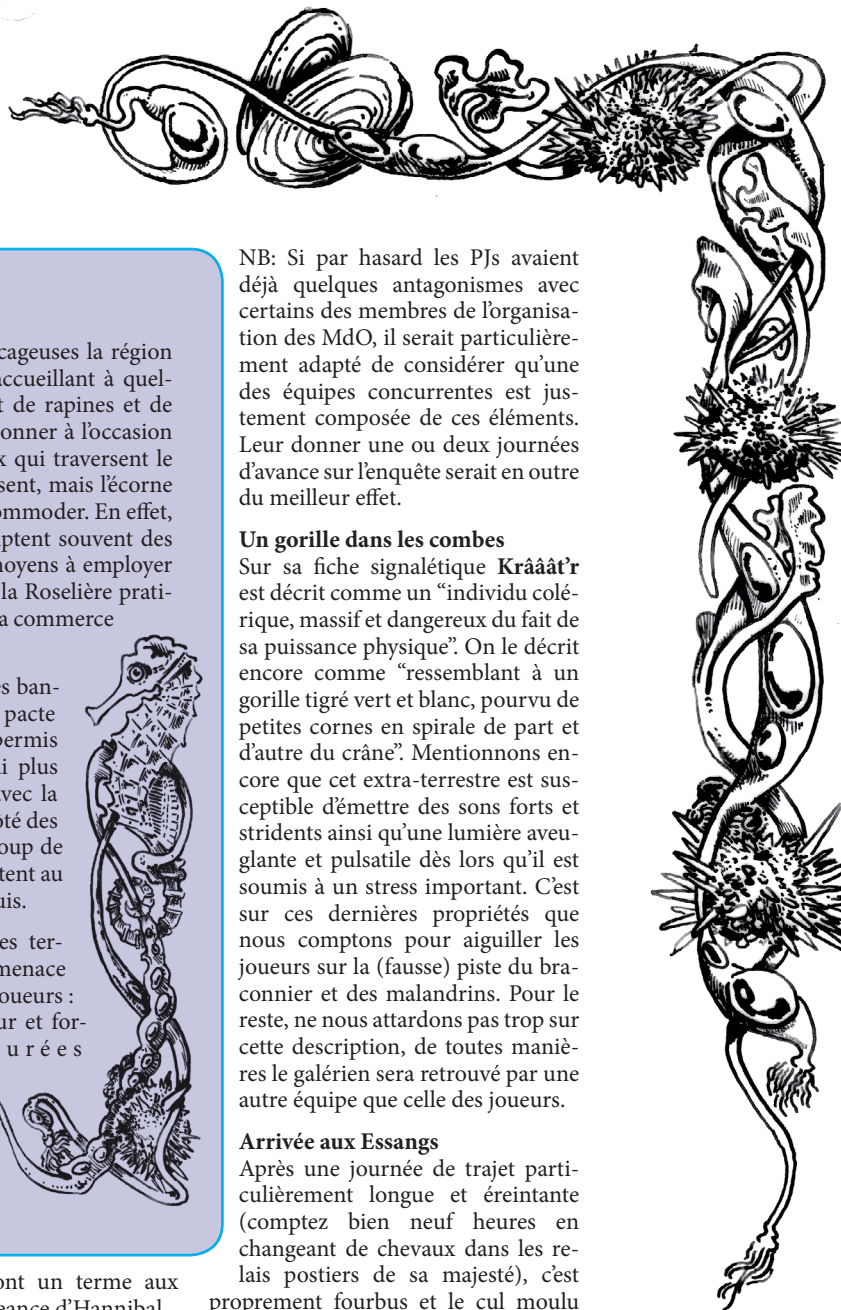 cageuses la région
accueillant à quel-
t de rapines et de
onner à l'occasion
x qui traversent le
sent, mais l'écorne
ommoder. En effet,
ptent souvent des
moyens à employer
la Roselière prati-
a commerce
es ban-
pacte
permis
i plus
avec la
ôté des
oup de
tent au
uis.
es ter-
menace
oueurs :
ur et for-
u r é e s
ont un terme aux
eance d'Hannibal
NB: Si par hasard les PJs avaient
déjà quelques antagonismes avec
certains des membres de l'organisa-
tion des MdO, il serait particulière-
ment adapté de considérer qu'une
des équipes concurrentes est jus-
tement composée de ces éléments.
Leur donner une ou deux journées
d'avance sur l'enquête serait en outre
du meilleur effet.
Un gorille dans les combes
Sur sa fiche signalétique Krââât'r
est décrit comme un “individu colé-
rique, massif et dangereux du fait de
sa puissance physique”. On le décrit
encore comme “ressemblant à un
gorille tigré vert et blanc, pourvu de
petites cornes en spirale de part et
d'autre du crâne”. Mentionnons en-
core que cet extra-terrestre est sus-
ceptible d'émettre des sons forts et
stridents ainsi qu'une lumière aveu-
glante et pulsatile dès lors qu'il est
soumis à un stress important. C'est
sur ces dernières propriétés que
nous comptons pour aiguiller les
joueurs sur la (fausse) piste du bra-
connier et des malandrins. Pour le
reste, ne nous attardons pas trop sur
cette description, de toutes maniè-
res le galérien sera retrouvé par une
autre équipe que celle des joueurs.
Arrivée aux Essangs
Après une journée de trajet parti-
culièrement longue et éreintante
(comptez bien neuf heures en
changeant de chevaux dans les re-
lais postiers de sa majesté), c'est
proprement fourbus et le cul moulu